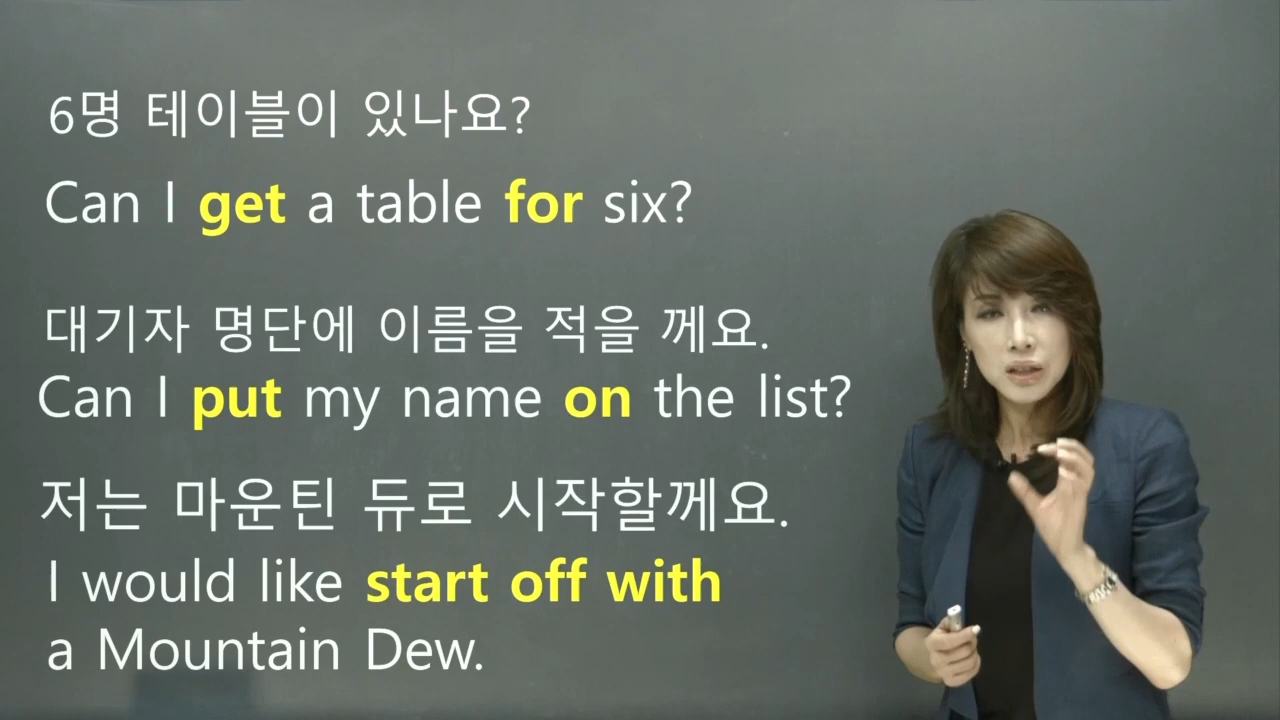 6명 테이블이 있나요?
Can I get a table for six?
대기자 명단에 이름을 적을 께요.
Can I put my name on the list?
저는 마운틴 듀로 시작할께요.
I would like start off with
a Mountain Dew.